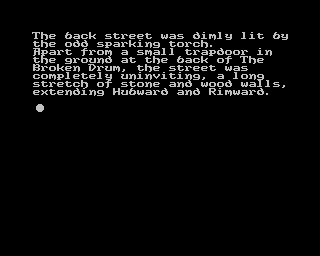 The back street was dimly lit by
the odd sparking torch.
Apart from a small trapdoor in
the ground at the back of The
Broken Drum, the street was
completely uninviting, a long
stretch of stone and wood walls,
extending Hubward and Rimward.